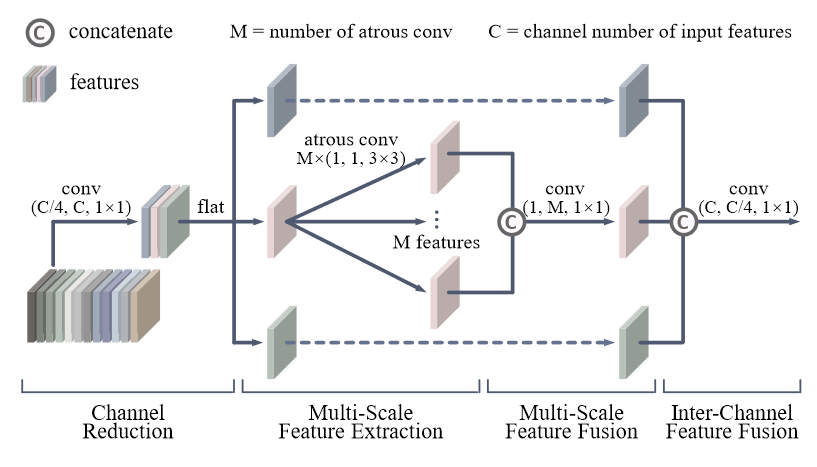 C concatenate
M = number of atrous conv
C = channel number of input features
features
atrous conv
M×(1, 1, 3×3)
conv
(C/4, C, 1×1)
flat
M features
C
conv
(1, M, 1×1)
C
conv
(C, C/4, 1×1)
Channel
Reduction
Multi-Scale
Feature Extraction
Multi-Scale
Feature Fusion
Inter-Channel
Feature Fusion